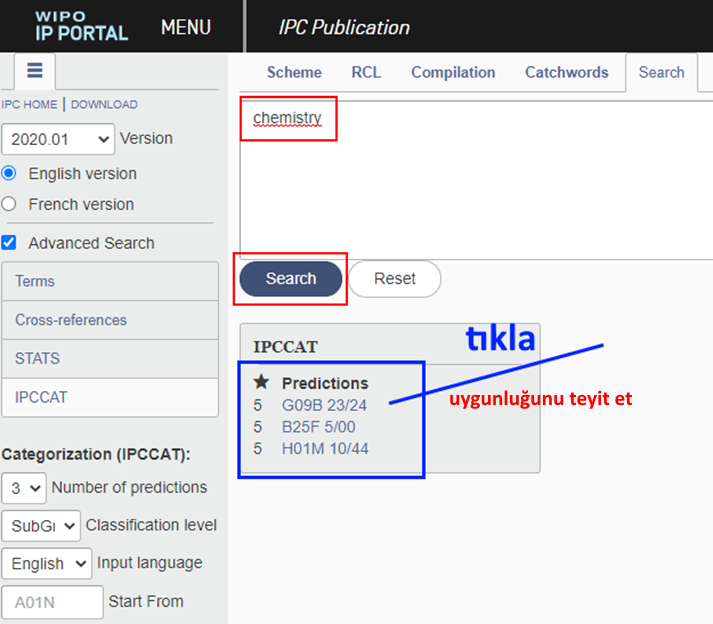 WIPO
IP PORTAL
MENU
IPC Publication
IPC HOME | DOWNLOAD
2020.01 Version
English version
French version
Advanced Search
Terms
Cross-references
STATS
IPCCAT
Categorization (IPCCAT):
3 Number of predictions
SubGr Classification level
English Input language
A01N Start From
Scheme RCL Compilation Catchwords Search
chemistry
Search Reset
IPCCAT
tıkla
Predictions
5 G09B 23/24
5 B25F 5/00
5 H01M 10/44
uygunluğunu teyit et